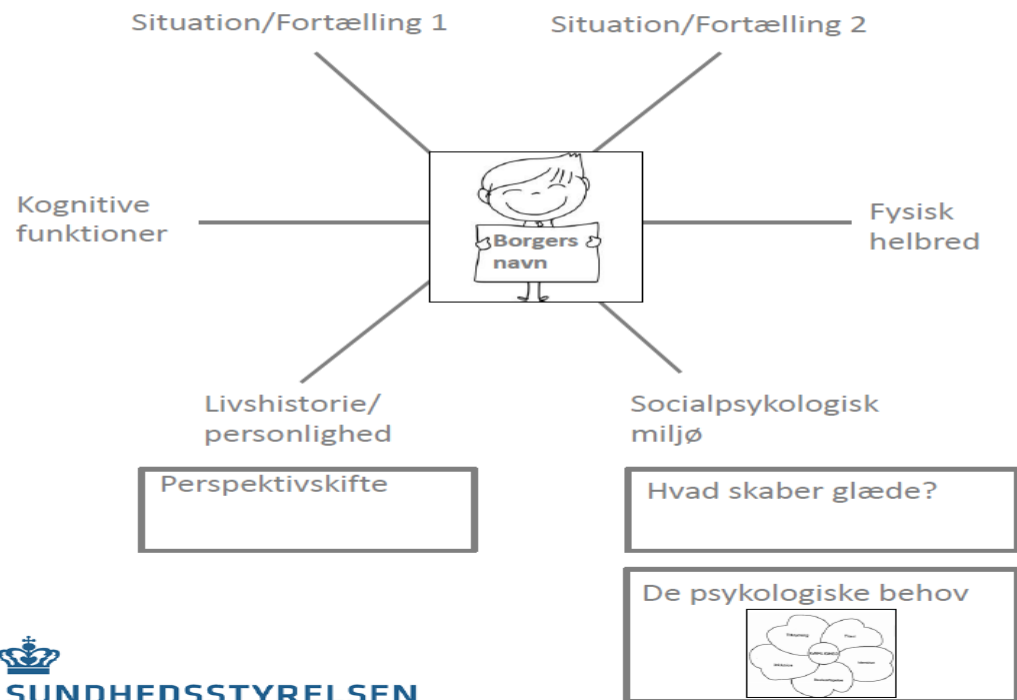 Situation/Fortælling 1
Situation/Fortælling 2
Kognitive
funktioner
Borgers
navn
Fysisk
helbred
Livshistorie/
personlighed
Socialpsykologisk
miljø
Perspektivskifte
Hvad skaber glæde?
De psykologiske behov
KÆRLIGHED
SUNDHEDSSTYRELSEN